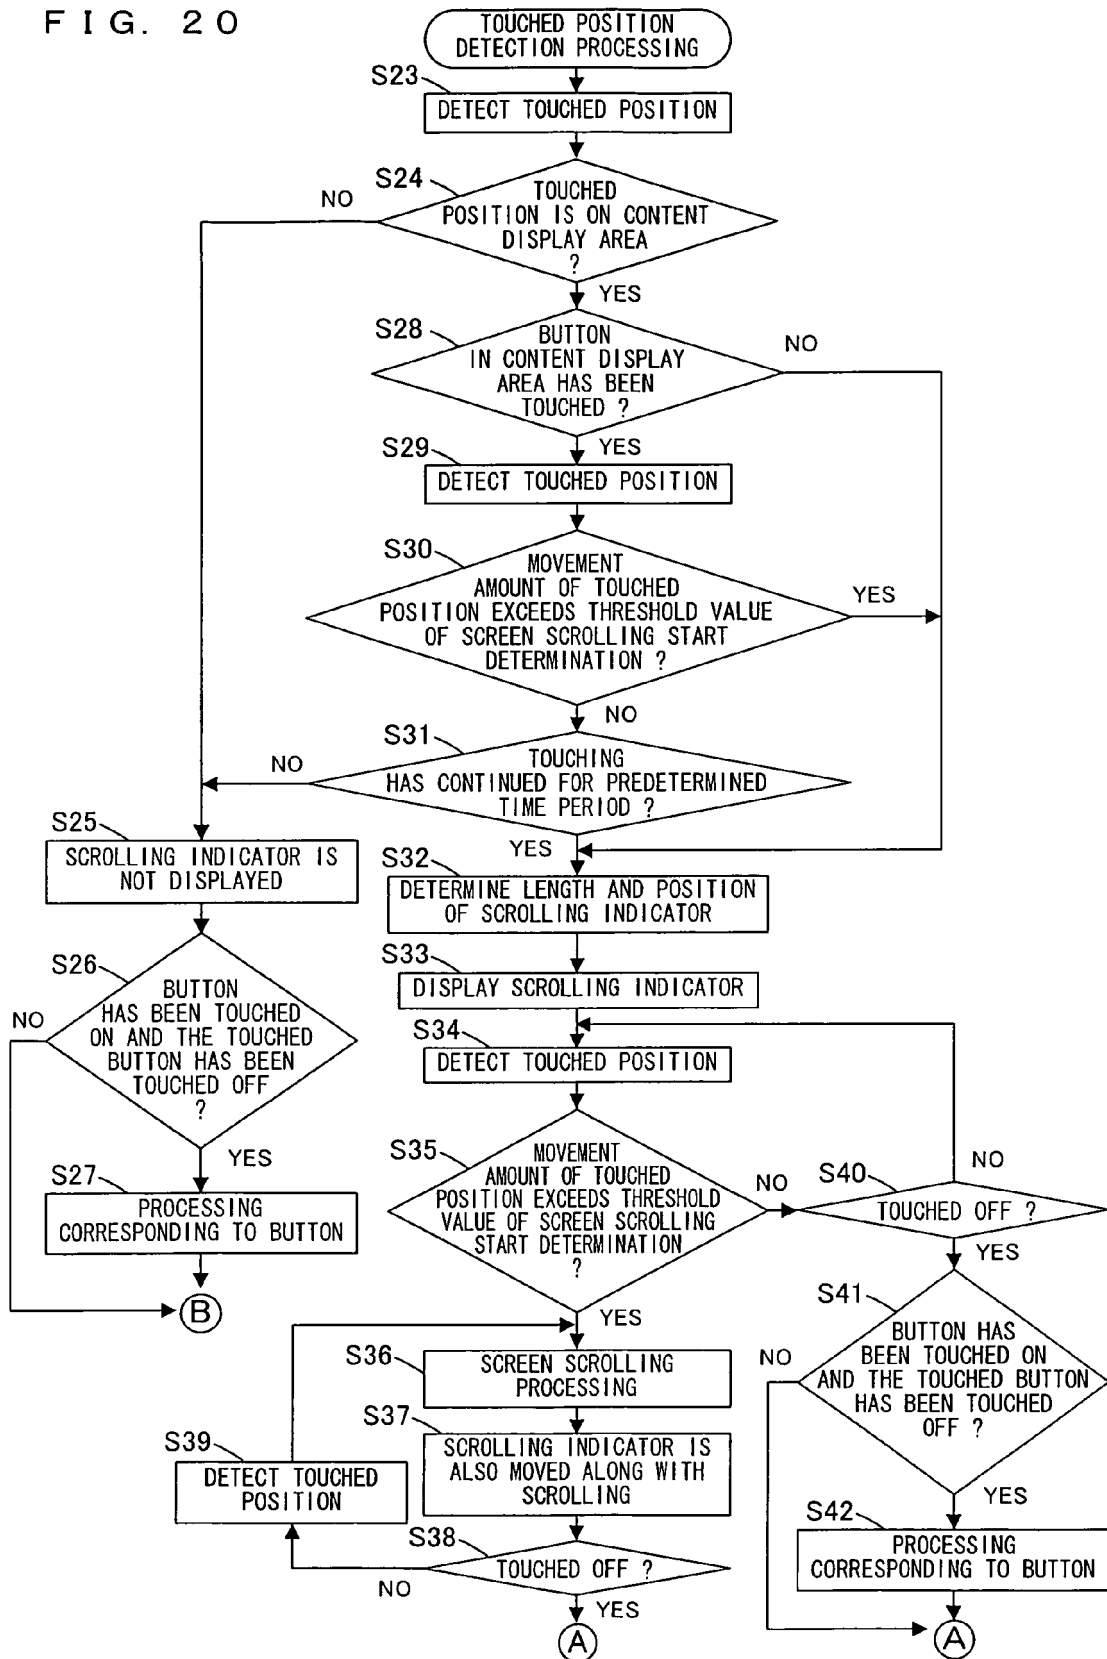 FIG. 20
TOUCHED POSITION
DETECTION PROCESSING
S23
DETECT TOUCHED POSITION
S24
NO
TOUCHED
POSITION IS ON CONTENT
DISPLAY AREA
?
YES
S28
NO
BUTTON
IN CONTENT DISPLAY
AREA HAS BEEN
TOUCHED ?
S29
YES
DETECT TOUCHED POSITION
S30
MOVEMENT
AMOUNT OF TOUCHED
POSITION EXCEEDS THRESHOLD VALUE
OF SCREEN SCROLLING START
DETERMINATION ?
YES
NO
S31
NO
TOUCHING
HAS CONTINUED FOR PREDETERMINED
TIME PERIOD ?
YES
S25
SCROLLING INDICATOR IS
NOT DISPLAYED
S26
NO
BUTTON
HAS BEEN TOUCHED
ON AND THE TOUCHED
BUTTON HAS BEEN
TOUCHED OFF
?
YES
S27
PROCESSING
CORRESPONDING TO BUTTON
B
S32
DETERMINE LENGTH AND POSITION
OF SCROLLING INDICATOR
S33
DISPLAY SCROLLING INDICATOR
S34
DETECT TOUCHED POSITION
S35
MOVEMENT
AMOUNT OF TOUCHED
POSITION EXCEEDS THRESHOLD
VALUE OF SCREEN SCROLLING
START DETERMINATION
?
NO
YES
S36
SCREEN SCROLLING
PROCESSING
S37
SCROLLING INDICATOR IS
ALSO MOVED ALONG WITH
SCROLLING
S39
DETECT TOUCHED
POSITION
S38
TOUCHED OFF ?
NO
YES
A
S40
NO
TOUCHED OFF ?
YES
S41
NO
BUTTON HAS
BEEN TOUCHED ON
AND THE TOUCHED BUTTON
HAS BEEN TOUCHED
OFF ?
YES
S42
PROCESSING
CORRESPONDING TO BUTTON
A